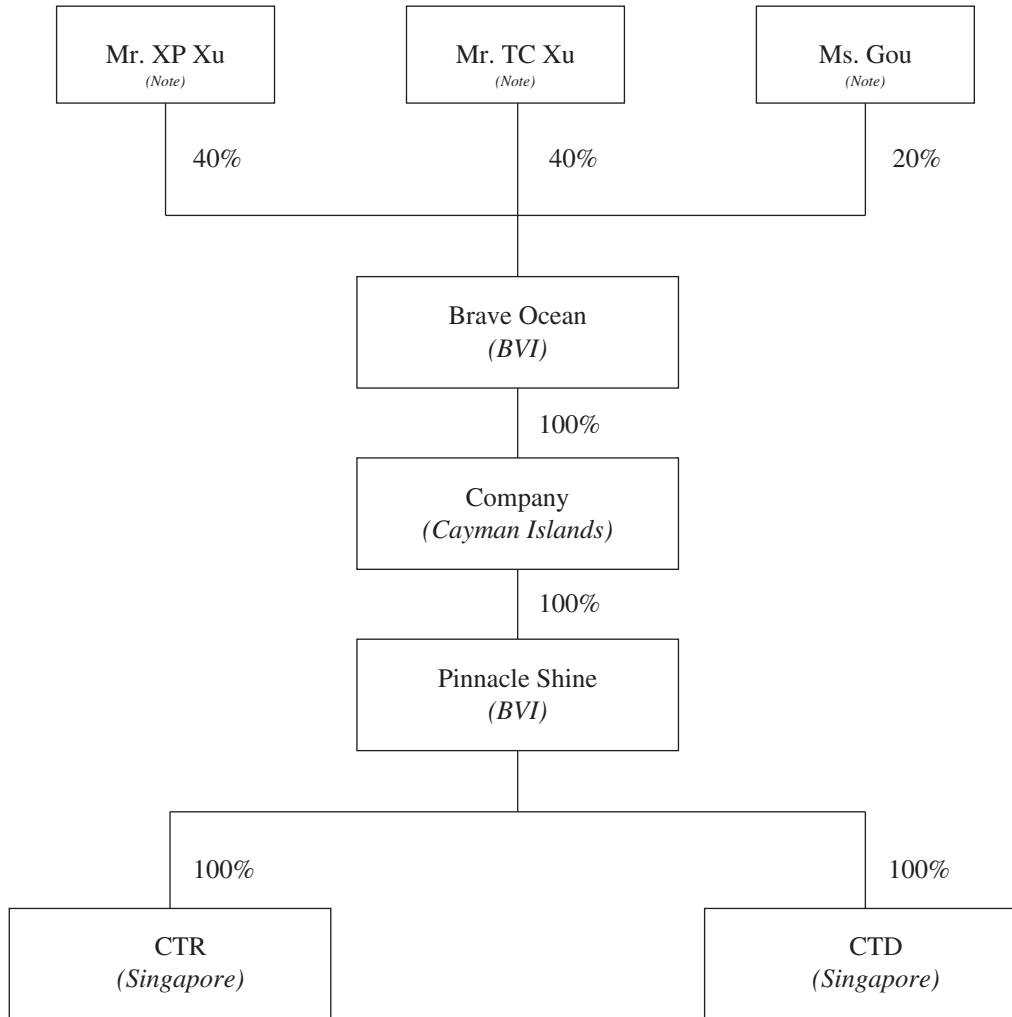 Mr. XP Xu
(Note)
Mr. TC Xu
(Note)
Ms. Gou
(Note)
40%
40%
20%
Brave Ocean
(BVI)
100%
Company
(Cayman Islands)
100%
Pinnacle Shine
(BVI)
100%
100%
CTR
(Singapore)
CTD
(Singapore)